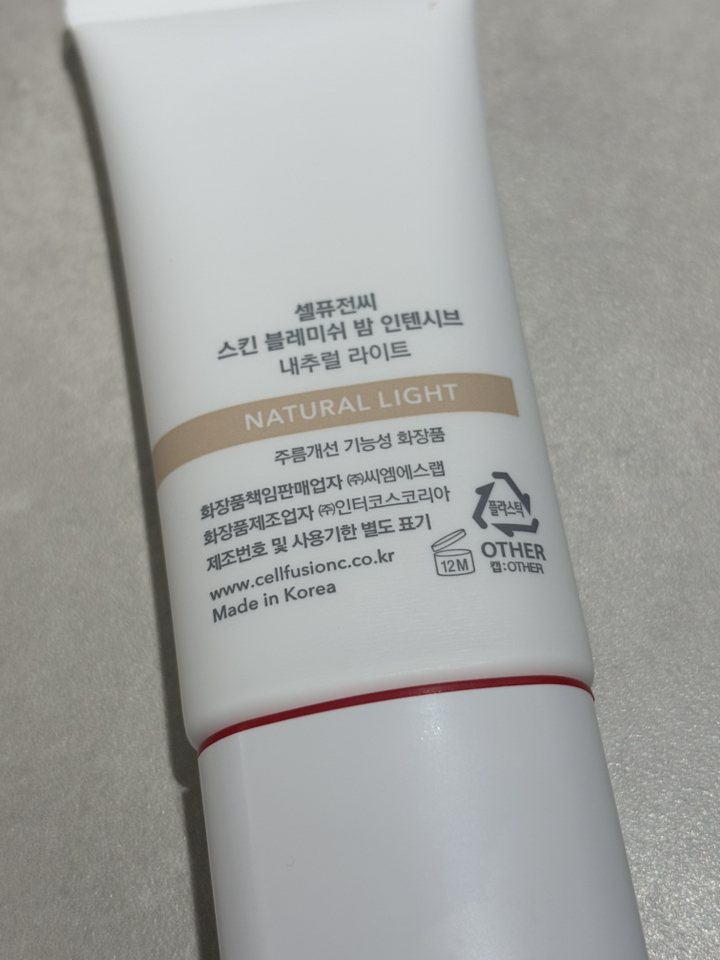 셀퓨전씨
스킨 블레미쉬 밤 인텐시브
내추럴 라이트
NATURAL LIGHT
주름개선 기능성 화장품
화장품책임판매업자 ㈜씨엠에스랩
화장품제조업자 ㈜인터코스코리아
제조번호 및 사용기한 별도 표기
www.cellfusionc.co.kr
Made in Korea
12M
플라스틱
OTHER
캡:OTHER